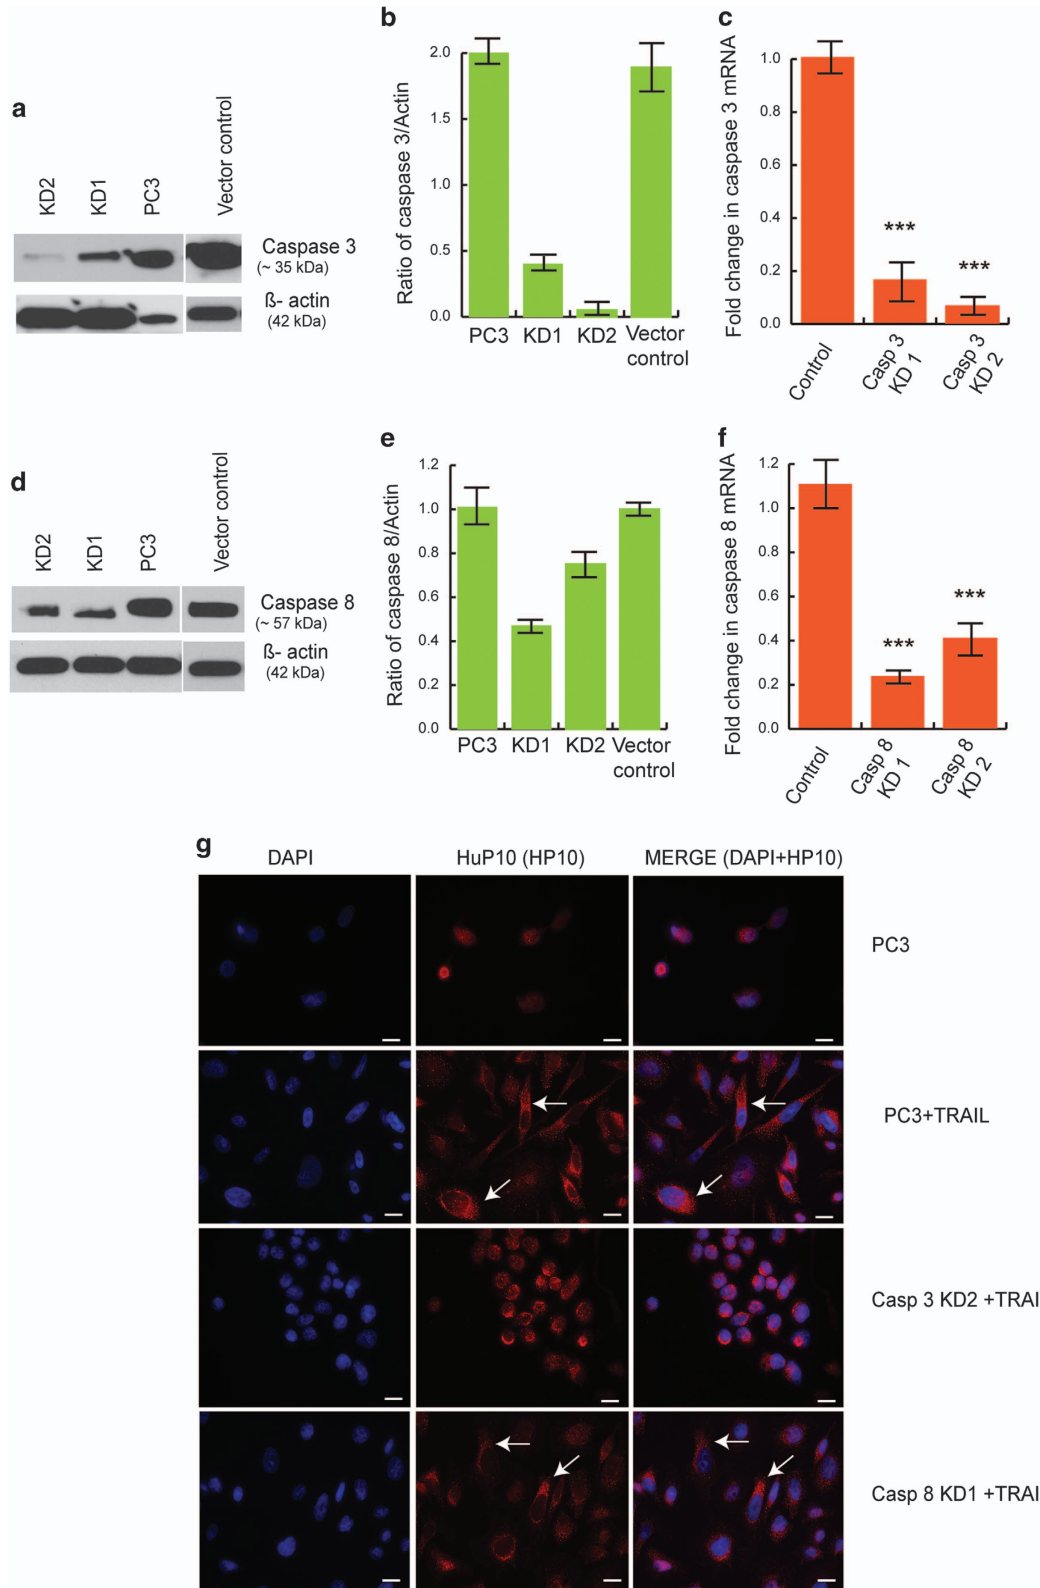 a
KD2
KD1
PC3
Vector control
Caspase 3
(~ 35 kDa)
ß- actin
(42 kDa)
b
Ratio of caspase 3/Actin
2.0
1.5
1.0
0.5
0.0
PC3
KD1
KD2
Vector
control
c
Fold change in caspase 3 mRNA
1.0
0.8
0.6
0.4
0.2
0.0
***
***
Control
Casp 3
KD 1
Casp 3
KD 2
d
KD2
KD1
PC3
Vector control
Caspase 8
(~ 57 kDa)
ß- actin
(42 kDa)
e
Ratio of caspase 8/Actin
1.2
1.0
0.8
0.6
0.4
0.2
0.0
PC3
KD1
KD2
Vector
control
f
Fold change in caspase 8 mRNA
1.2
1.0
0.8
0.6
0.4
0.2
0.0
***
***
Control
Casp 8
KD 1
Casp 8
KD 2
g
DAPI
HuP10 (HP10)
MERGE (DAPI+HP10)
PC3
PC3+TRAIL
Casp 3 KD2 +TRAI
Casp 8 KD1 +TRAI